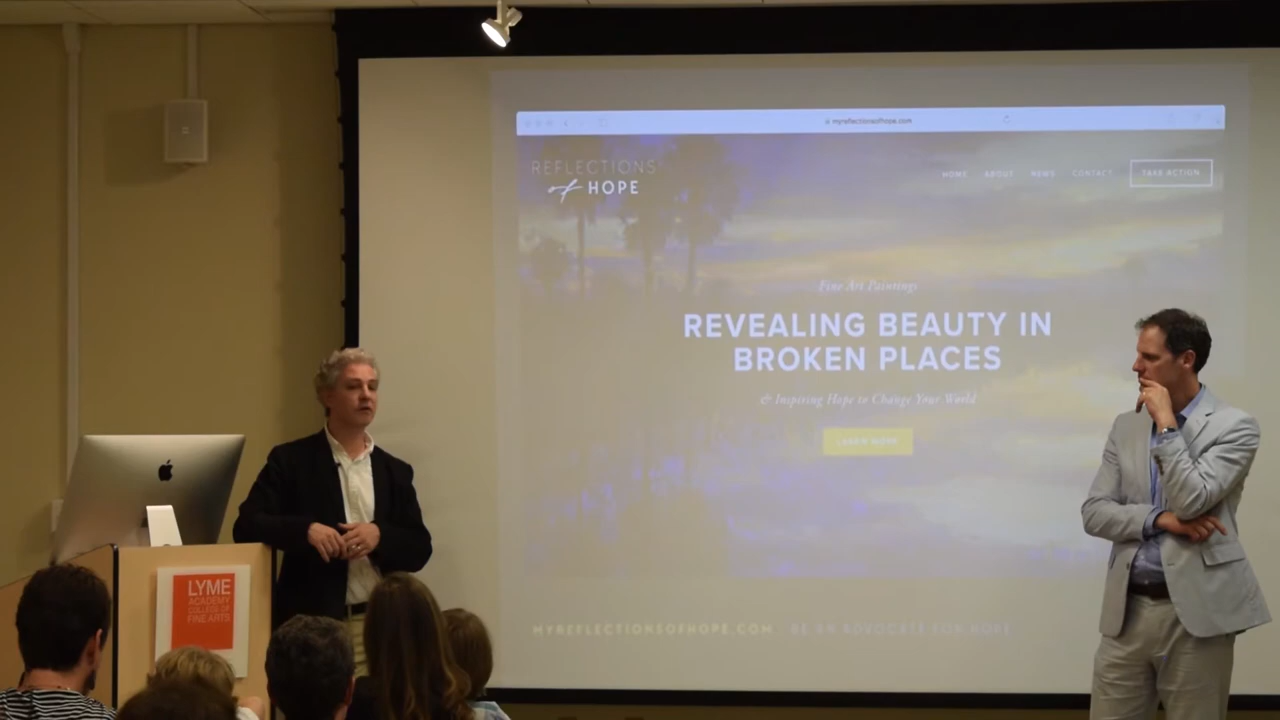 myreflectionsofhope.com
REFLECTIONS
of HOPE
HOME ABOUT NEWS CONTACT TAKE ACTION
Fine Art Paintings
REVEALING BEAUTY IN
BROKEN PLACES
& Inspiring Hope to Change Your World
LEARN MORE
MYREFLECTIONSOFHOPE.COM BE AN ADVOCATE FOR HOPE
LYME
ACADEMY
COLLEGE OF
FINE ARTS